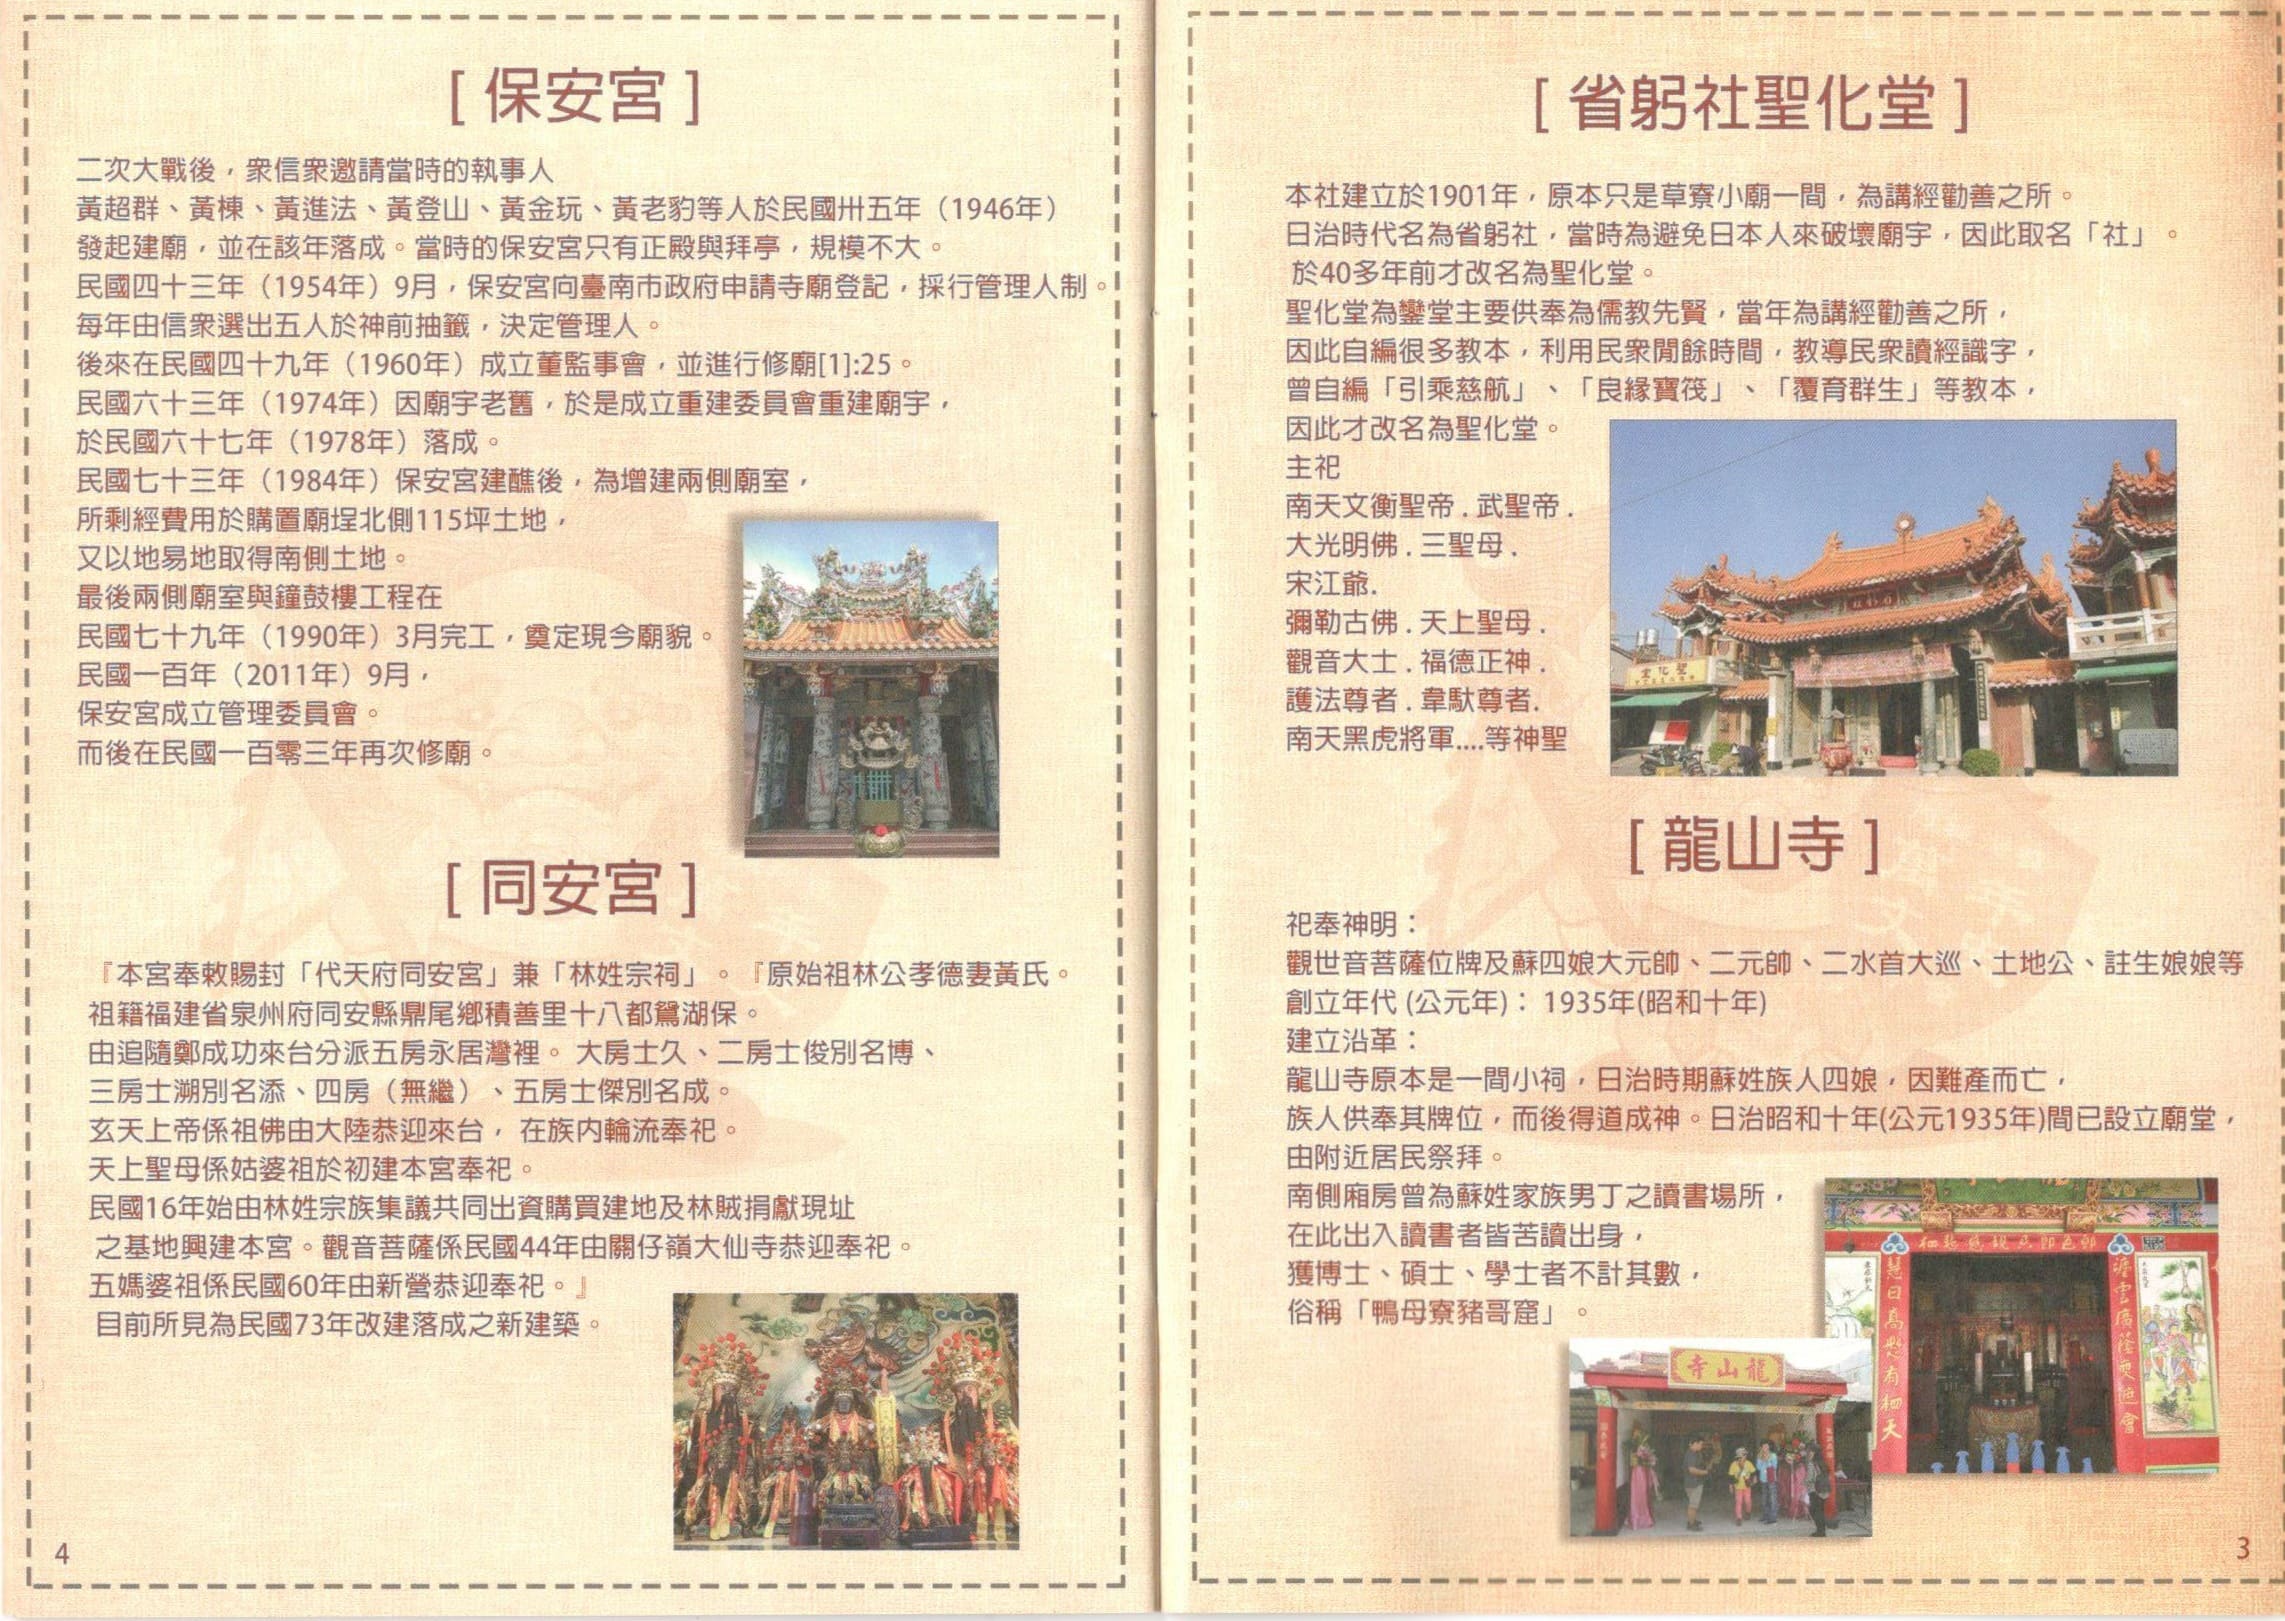 [ 保安宮 ]
二次大戰後，衆信衆邀請當時的執事人
黃超群、黃棟、黃進法、黃登山、黃金玩、黃老豹等人於民國卅五年（1946年）
發起建廟，並在該年落成。當時的保安宮只有正殿與拜亭，規模不大。
民國四十三年（1954年）9月，保安宮向臺南市政府申請寺廟登記，採行管理人制。
每年由信衆選出五人於神前抽籤，決定管理人。
後來在民國四十九年（1960年）成立董監事會，並進行修廟[1]:25。
民國六十三年（1974年）因廟宇老舊，於是成立重建委員會重建廟宇，
於民國六十七年（1978年）落成。
民國七十三年（1984年）保安宮建醮後，為增建兩側廟室，
所剩經費用於購置廟埕北側115坪土地，
又以地易地取得南側土地。
最後兩側廟室與鐘鼓樓工程在
民國七十九年（1990年）3月完工，奠定現今廟貌。
民國一百年（2011年）9月，
保安宮成立管理委員會。
而後在民國一百零三年再次修廟。
[ 同安宮 ]
『本宮奉敕賜封「代天府同安宮」兼「林姓宗祠」。『原始祖林公孝德妻黃氏。
祖籍福建省泉州府同安縣鼎尾鄉積善里十八都鴛湖保。
由追隨鄭成功來台分派五房永居灣裡。 大房士久、二房士俊別名博、
三房士溯別名添、四房（無繼）、五房士傑別名成。
玄天上帝係祖佛由大陸恭迎來台， 在族內輪流奉祀。
天上聖母係姑婆祖於初建本宮奉祀。
民國16年始由林姓宗族集議共同出資購買建地及林賊捐獻現址
之基地興建本宮。觀音菩薩係民國44年由關仔嶺大仙寺恭迎奉祀。
五媽婆祖係民國60年由新營恭迎奉祀。』
目前所見為民國73年改建落成之新建築。
4
[ 省躬社聖化堂 ]
本社建立於1901年，原本只是草寮小廟一間，為講經勸善之所。
日治時代名為省躬社，當時為避免日本人來破壞廟宇，因此取名「社」。
於40多年前才改名為聖化堂。
聖化堂為鑾堂主要供奉為儒教先賢，當年為講經勸善之所，
因此自編很多教本，利用民衆閒餘時間，教導民衆讀經識字，
曾自編「引乘慈航」、「良緣寶筏」、「覆育群生」等教本，
因此才改名為聖化堂。
主祀
南天文衡聖帝 . 武聖帝 .
大光明佛 . 三聖母 .
宋江爺.
彌勒古佛 . 天上聖母 .
觀音大士 . 福德正神 .
護法尊者 . 韋馱尊者.
南天黑虎將軍....等神聖
聖化堂
[ 龍山寺 ]
祀奉神明：
觀世音菩薩位牌及蘇四娘大元帥、二元帥、二水首大巡、土地公、註生娘娘等
創立年代 (公元年)： 1935年(昭和十年)
建立沿革：
龍山寺原本是一間小祠，日治時期蘇姓族人四娘，因難產而亡，
族人供奉其牌位，而後得道成神。日治昭和十年(公元1935年)間已設立廟堂，
由附近居民祭拜。
南側廂房曾為蘇姓家族男丁之讀書場所，
在此出入讀書者皆苦讀出身，
獲博士、碩士、學士者不計其數，
俗稱「鴨母寮豬哥窟」。
龍山寺
3